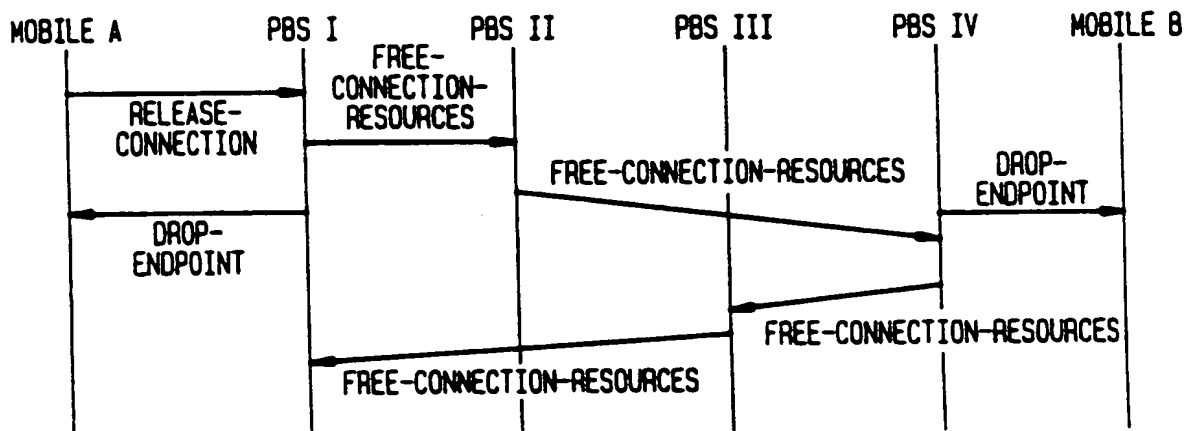 MOBILE A PBS I PBS II PBS III PBS IV MOBILE B
FREE-
CONNECTION-
RESOURCES
RELEASE-
CONNECTION
FREE-CONNECTION-RESOURCES
DROP-
ENDPOINT
DROP-
ENDPOINT
FREE-CONNECTION-RESOURCES
FREE-CONNECTION-RESOURCES